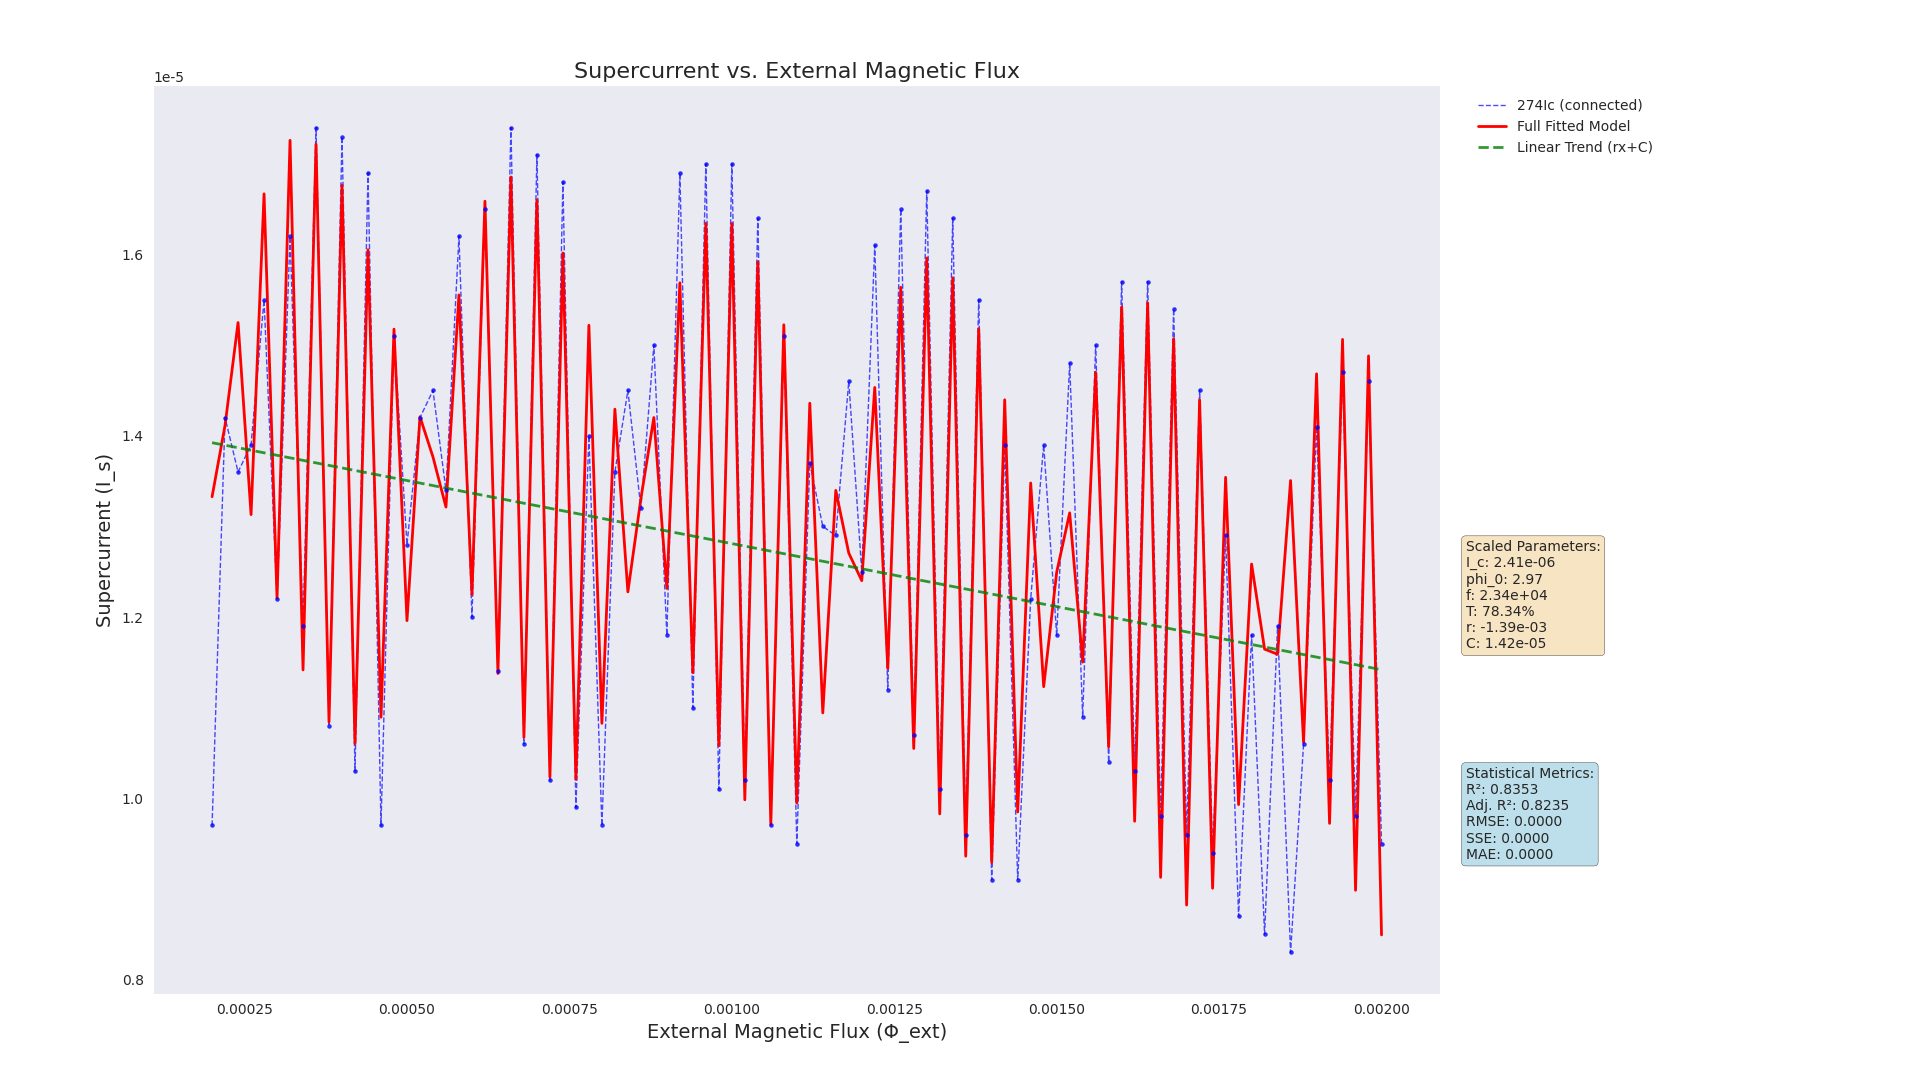 Supercurrent vs. External Magnetic Flux
1e-5
274Ic (connected)
Full Fitted Model
Linear Trend (rx+C)
1.6
1.4
1.2
1.0
0.8
Supercurrent (I_s)
Scaled Parameters:
I_c: 2.41e-06
phi_0: 2.97
f: 2.34e+04
T: 78.34%
r: -1.39e-03
C: 1.42e-05
Statistical Metrics:
R²: 0.8353
Adj. R²: 0.8235
RMSE: 0.0000
SSE: 0.0000
MAE: 0.0000
0.00025 0.00050 0.00075 0.00100 0.00125 0.00150 0.00175 0.00200
External Magnetic Flux (Φ_ext)